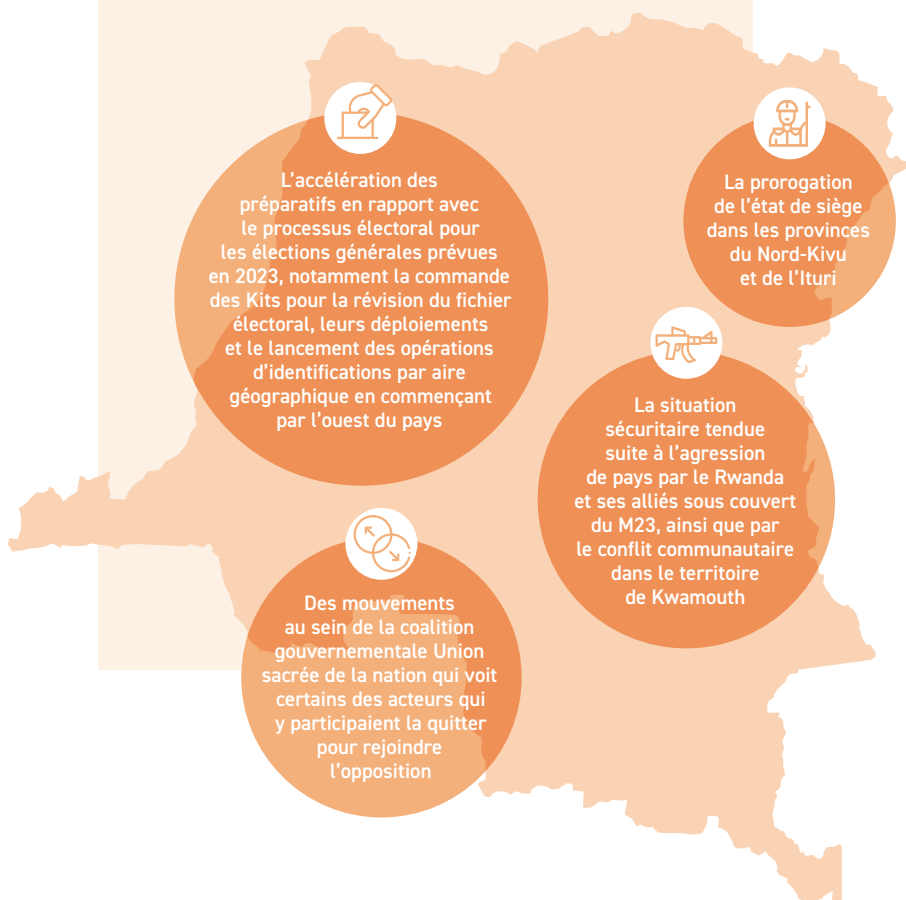 L'accélération des
préparatifs en rapport avec
le processus électoral pour
les élections générales prévues
en 2023, notamment la commande
des Kits pour la révision du fichier
électoral, leurs déploiements
et le lancement des opérations
d'identifications par aire
géographique en commençant
par l'ouest du pays
La prorogation
de l'état de siège
dans les provinces
du Nord-Kivu
et de l'Ituri
La situation
sécuritaire tendue
suite à l'agression
de pays par le Rwanda
et ses alliés sous couvert
du M23, ainsi que par
le conflit communautaire
dans le territoire
de Kwamouth
Des mouvements
au sein de la coalition
gouvernementale Union
sacrée de la nation qui voit
certains des acteurs qui
y participaient la quitter
pour rejoindre
l'opposition